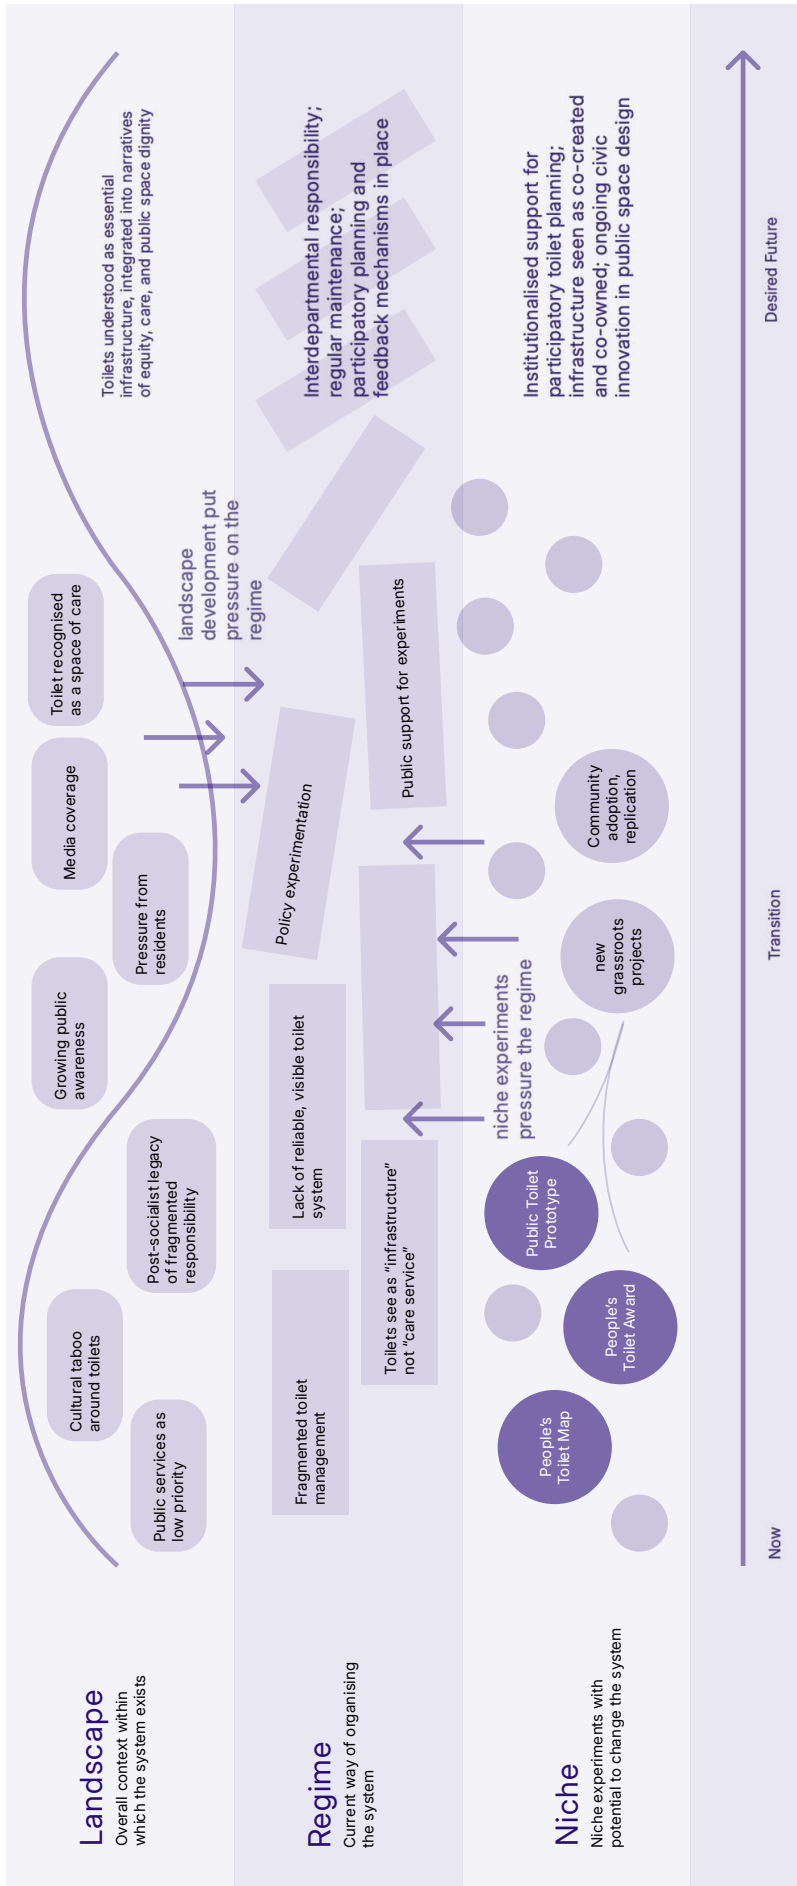 Landscape
Overall context within
which the system exists
Public services as
low priority
Cultural taboo
around toilets
Post-socialist legacy
of fragmented
responsibility
Growing public
awareness
Pressure from
residents
Media coverage
Toilet recognised
as a space of care
landscape
development put
pressure on the
regime
Toilets understood as essential
infrastructure, integrated into narratives
of equity, care, and public space dignity
Regime
Current way of organising
the system
Fragmented toilet
management
Toilets see as “infrastructure”
not “care service”
Lack of reliable, visible toilet
system
Policy experimentation
Public support for experiments
Interdepartmental responsibility;
regular maintenance;
participatory planning and
feedback mechanisms in place
Niche
Niche experiments with
potential to change the system
People’s
Toilet Map
People’s
Toilet Award
Public Toilet
Prototype
niche experiments
pressure the regime
new
grassroots
projects
Community
adoption,
replication
Institutionalised support for
participatory toilet planning;
infrastructure seen as co-created
and co-owned; ongoing civic
innovation in public space design
Now
Transition
Desired Future